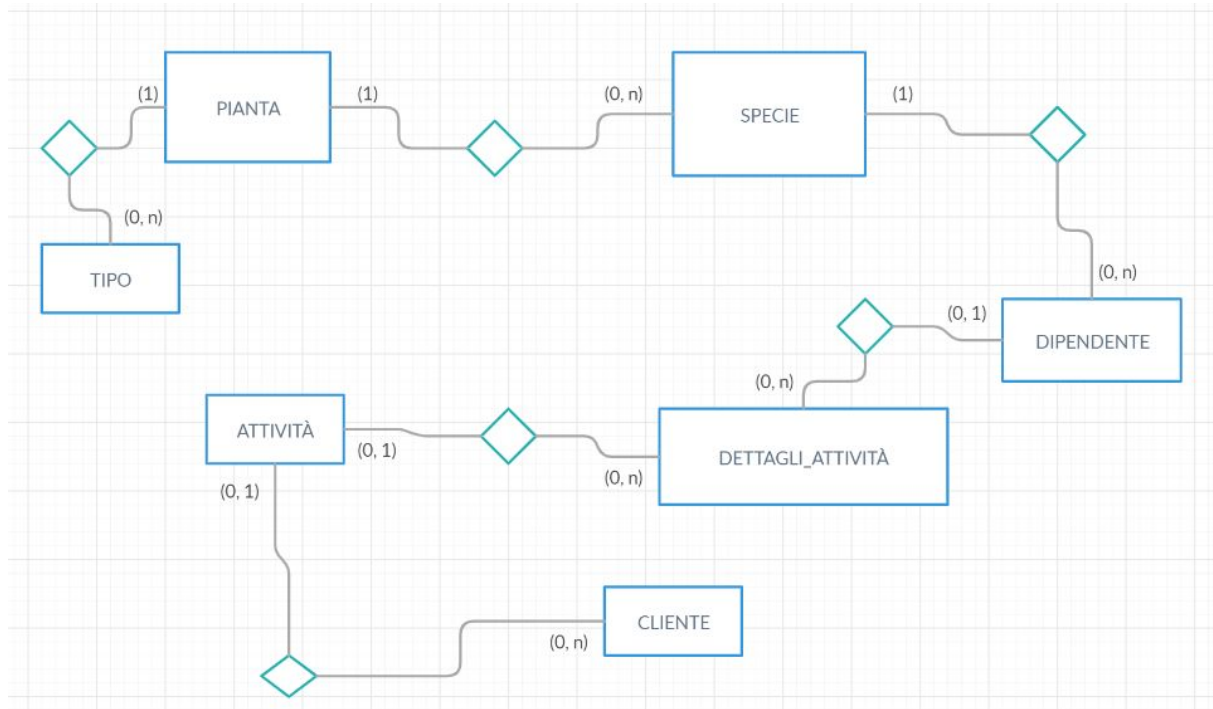 (1)
PIANTA
(1)
(0, n)
SPECIE
(1)
(0, n)
TIPO
(0, n)
(0, 1)
DIPENDENTE
(0, n)
ATTIVITÀ
(0, 1)
(0, n)
DETTAGLI_ATTIVITÀ
(0, 1)
CLIENTE
(0, n)